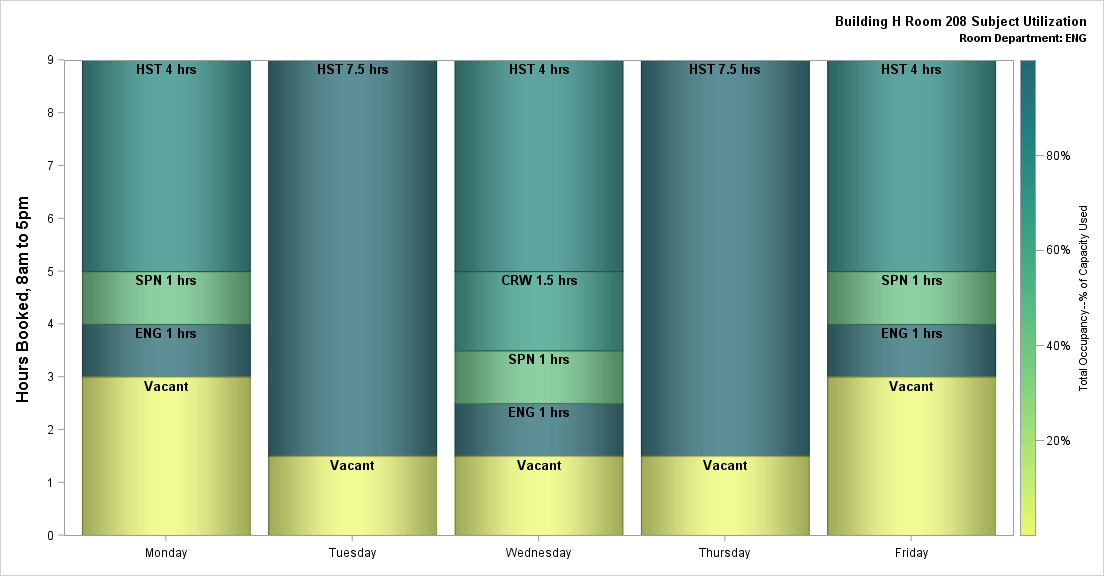 Building H Room 208 Subject Utilization
Room Department: ENG
Hours Booked, 8am to 5pm
9
8
7
6
5
4
3
2
1
0
HST 4 hrs
SPN 1 hrs
ENG 1 hrs
Vacant
HST 7.5 hrs
Vacant
HST 4 hrs
CRW 1.5 hrs
SPN 1 hrs
ENG 1 hrs
Vacant
HST 7.5 hrs
Vacant
HST 4 hrs
SPN 1 hrs
ENG 1 hrs
Vacant
Monday
Tuesday
Wednesday
Thursday
Friday
80%
60%
40%
20%
Total Occupancy--% of Capacity Used